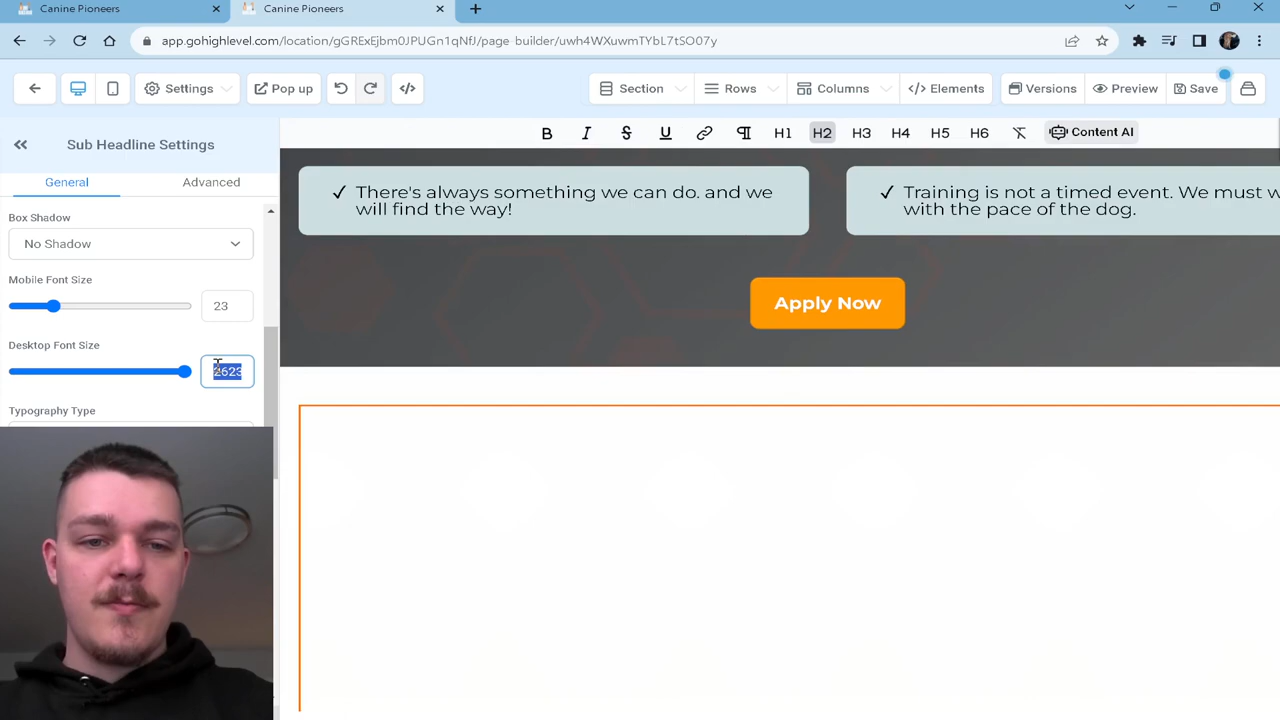 Canine Pioneers
Canine Pioneers
app.gohighlevel.com/location/gGRExEjbm0JPUGn1qNfJ/page builder/uwh4WXuwmTYbL7tSO07y
Settings
Pop up
Section
Rows
Columns
Elements
Versions
Preview
Save
Sub Headline Settings
B I S U H1 H2 H3 H4 H5 H6 Content AI
General
Advanced
Box Shadow
No Shadow
Mobile Font Size
23
Desktop Font Size
2623
Typography Type
✓ There's always something we can do. and we
will find the way!
✓ Training is not a timed event. We must w
with the pace of the dog.
Apply Now